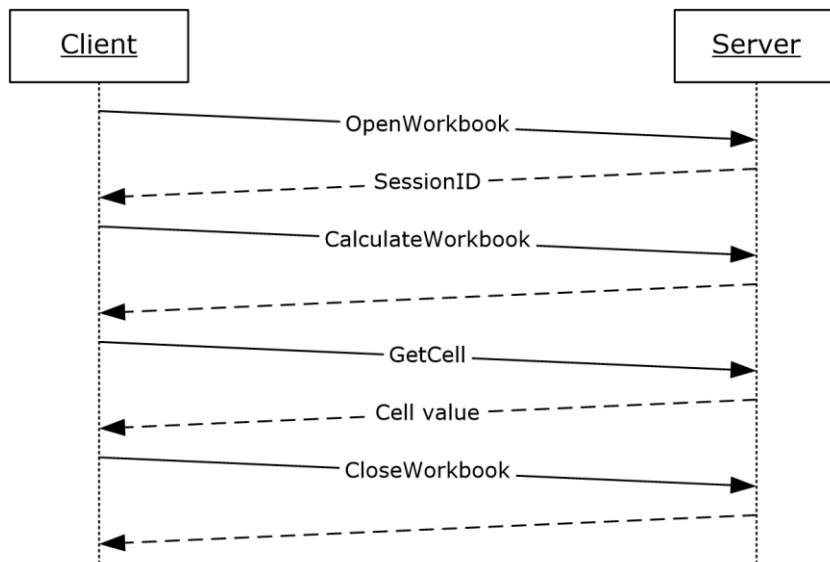 Client
Server
OpenWorkbook
SessionID
CalculateWorkbook
GetCell
Cell value
CloseWorkbook